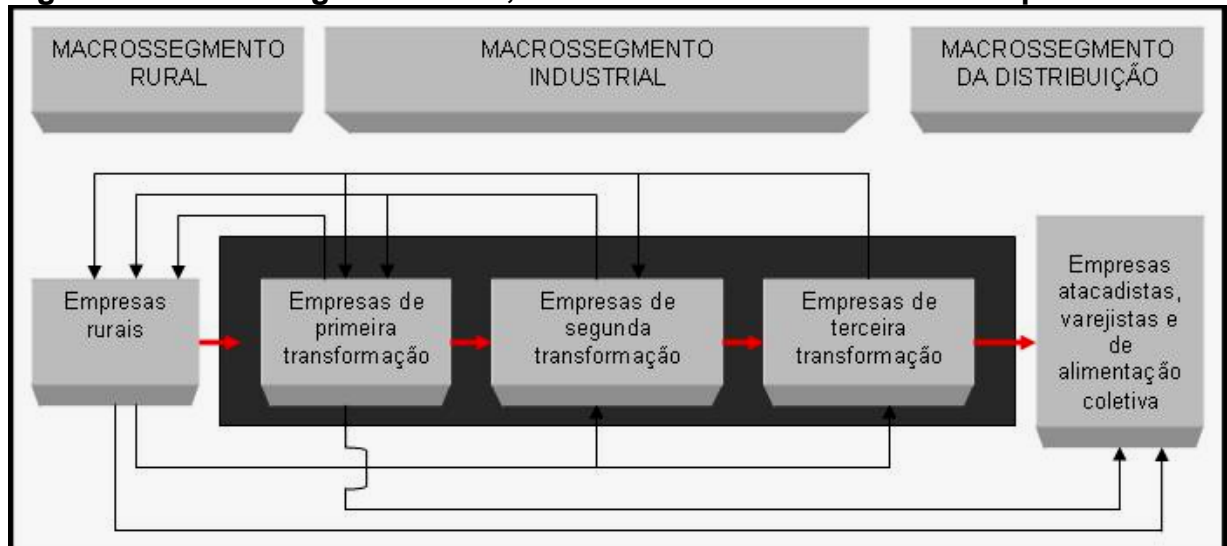 MACROSSEGMENTO
RURAL
MACROSSEGMENTO
INDUSTRIAL
MACROSSEGMENTO
DA DISTRIBUIÇÃO
Empresas
rurais
Empresas de
primeira
transformação
Empresas de
segunda
transformação
Empresas de
terceira
transformação
Empresas
atacadistas,
varejistas e
de
alimentação
coletiva